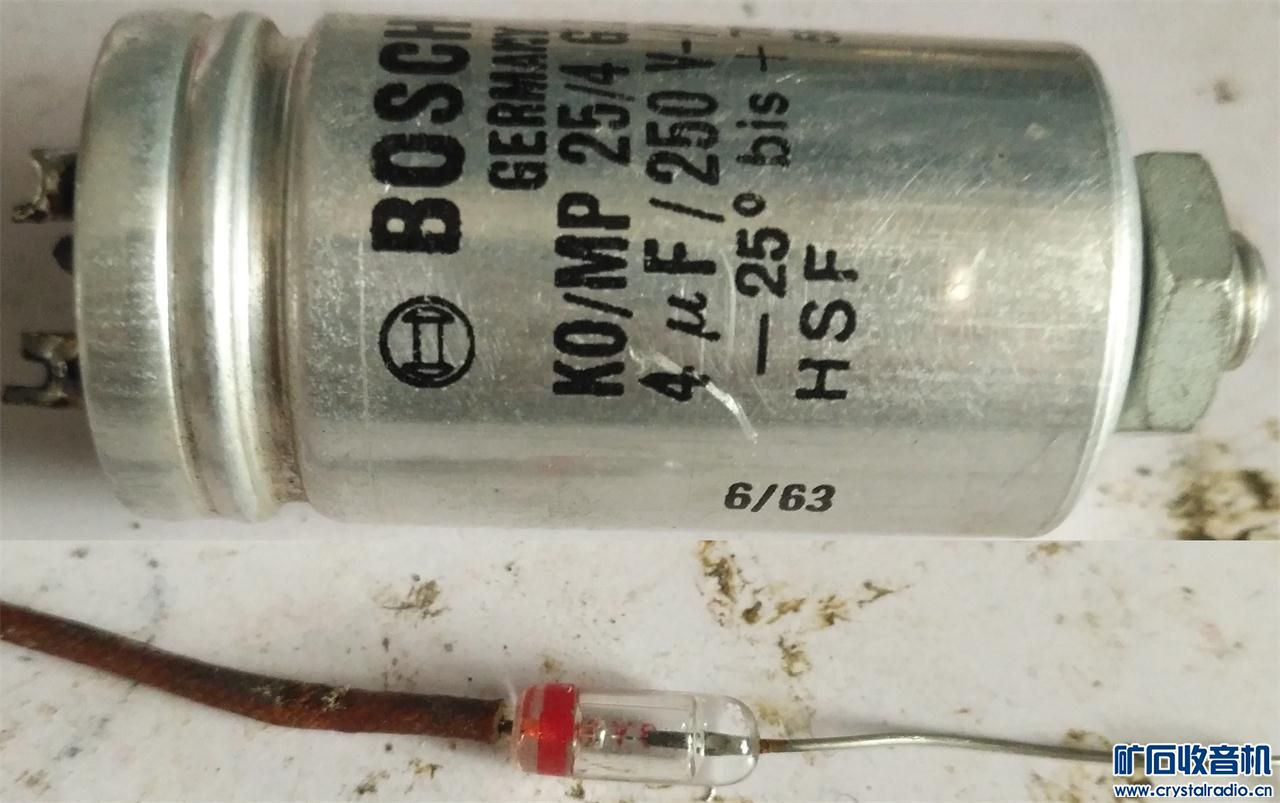 BOSCH
GERMANY
KO/MP 25/4
4 µF / 250 V-
— 25° bis +
HSF
6/63
矿石收音机
www.crystalradio.cn